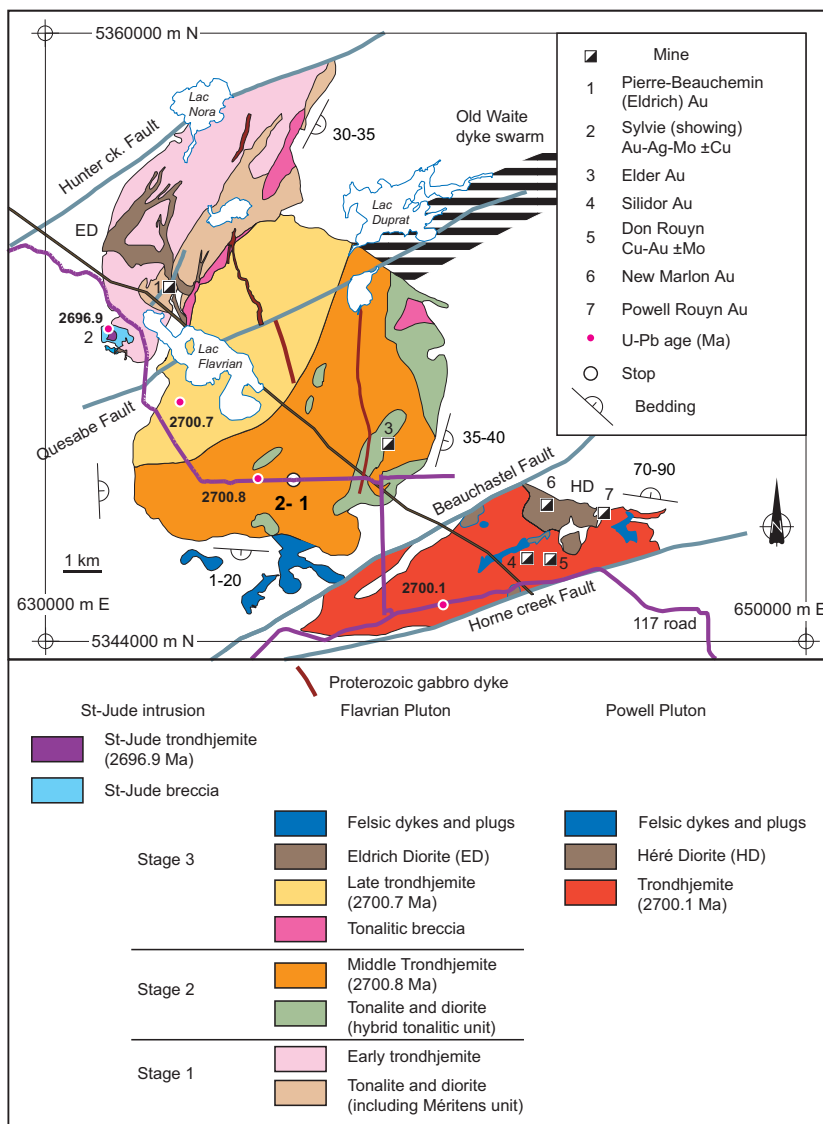 5360000 m N
Lac
Nora
Hunter ck. Fault
30-35
Old Waite
dyke swarm
ED
Lac
Duprat
1
2696.9
2
Lac
Flavrian
2700.7
Quesabe Fault
35-40
3
2700.8
2- 1
Beauchastel Fault
70-90
6
HD
7
1 km
1-20
4
5
2700.1
Horne creek Fault
630000 m E
650000 m E
117 road
5344000 m N
N
Mine
1 Pierre-Beauchemin
(Eldrich) Au
2 Sylvie (showing)
Au-Ag-Mo ±Cu
3 Elder Au
4 Silidor Au
5 Don Rouyn
Cu-Au ±Mo
6 New Marlon Au
7 Powell Rouyn Au
U-Pb age (Ma)
Stop
Bedding
Proterozoic gabbro dyke
St-Jude intrusion
Flavrian Pluton
Powell Pluton
St-Jude trondhjemite
(2696.9 Ma)
St-Jude breccia
Stage 3
Felsic dykes and plugs
Eldrich Diorite (ED)
Late trondhjemite
(2700.7 Ma)
Tonalitic breccia
Felsic dykes and plugs
Héré Diorite (HD)
Trondhjemite
(2700.1 Ma)
Stage 2
Middle Trondhjemite
(2700.8 Ma)
Tonalite and diorite
(hybrid tonalitic unit)
Stage 1
Early trondhjemite
Tonalite and diorite
(including Méritens unit)